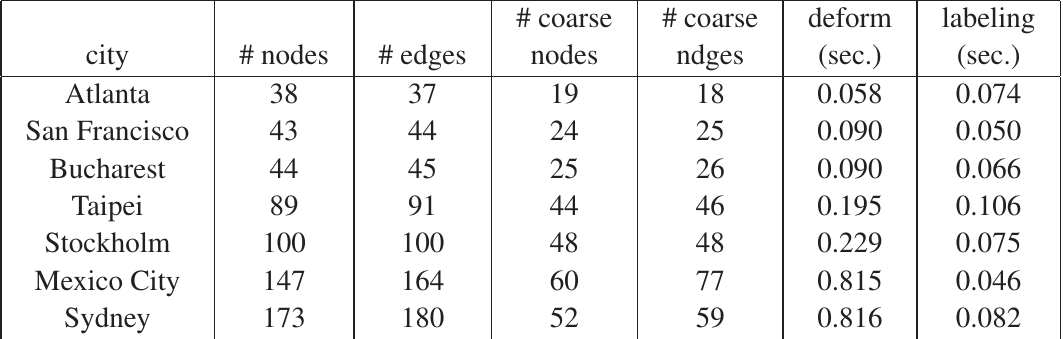 # coarse # coarse deform labeling
city # nodes # edges nodes ndges (sec.) (sec.)
Atlanta 38 37 19 18 0.058 0.074
San Francisco 43 44 24 25 0.090 0.050
Bucharest 44 45 25 26 0.090 0.066
Taipei 89 91 44 46 0.195 0.106
Stockholm 100 100 48 48 0.229 0.075
Mexico City 147 164 60 77 0.815 0.046
Sydney 173 180 52 59 0.816 0.082